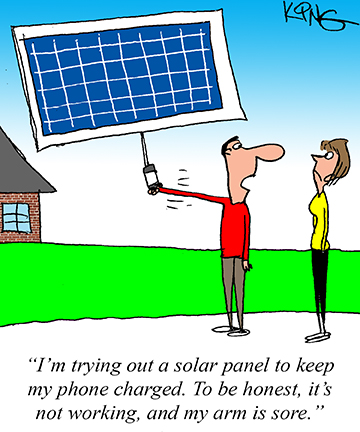 KONG
“I’m trying out a solar panel to keep
my phone charged. To be honest, it’s
not working, and my arm is sore.”